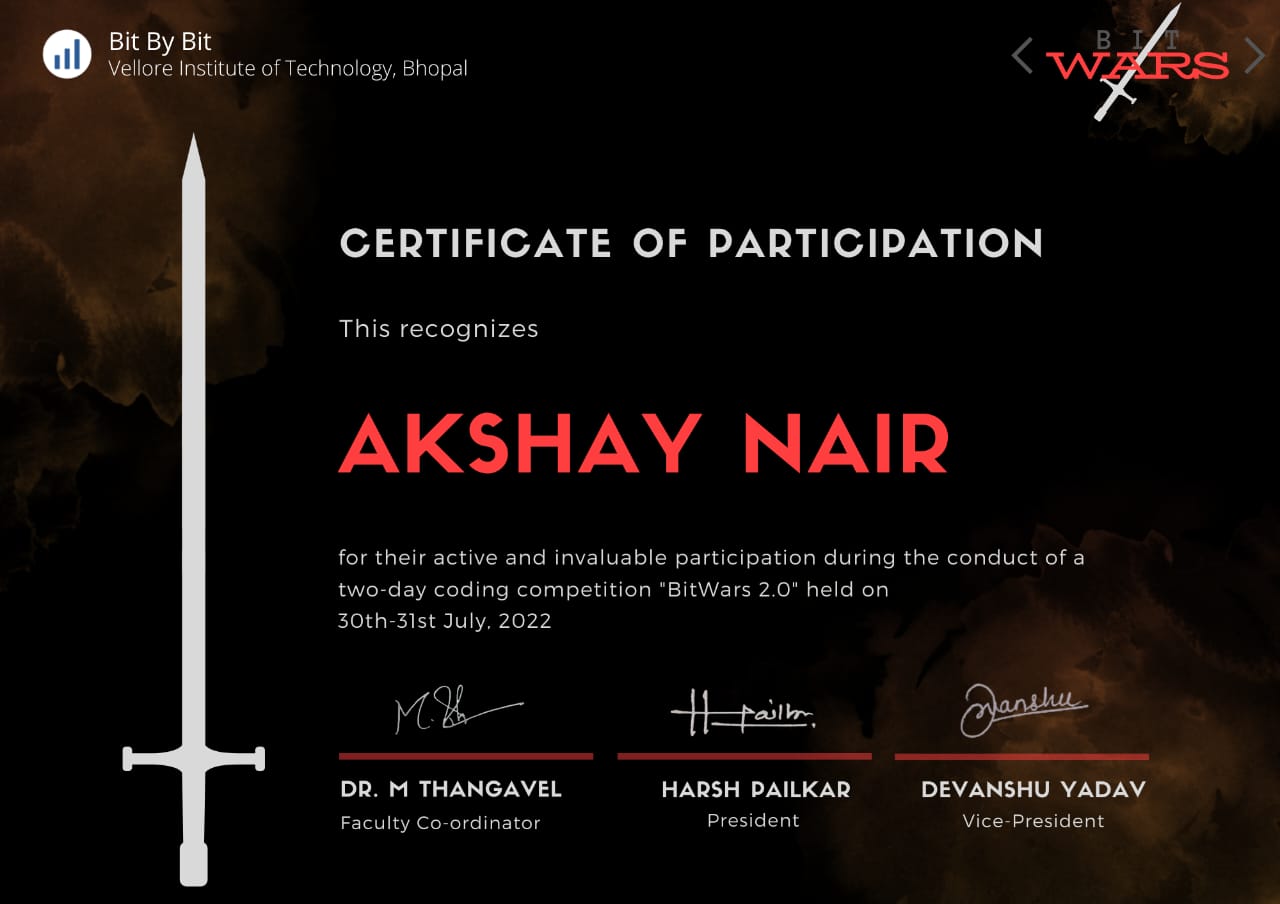 Bit By Bit
Vellore Institute of Technology, Bhopal
BIT
WARS
CERTIFICATE OF PARTICIPATION
This recognizes
AKSHAY NAIR
for their active and invaluable participation during the conduct of a
two-day coding competition "BitWars 2.0" held on
30th-31st July, 2022
M.
H Pailkar.
Devanshu
DR. M THANGAVEL
HARSH PAILKAR
DEVANSHU YADAV
Faculty Co-ordinator
President
Vice-President